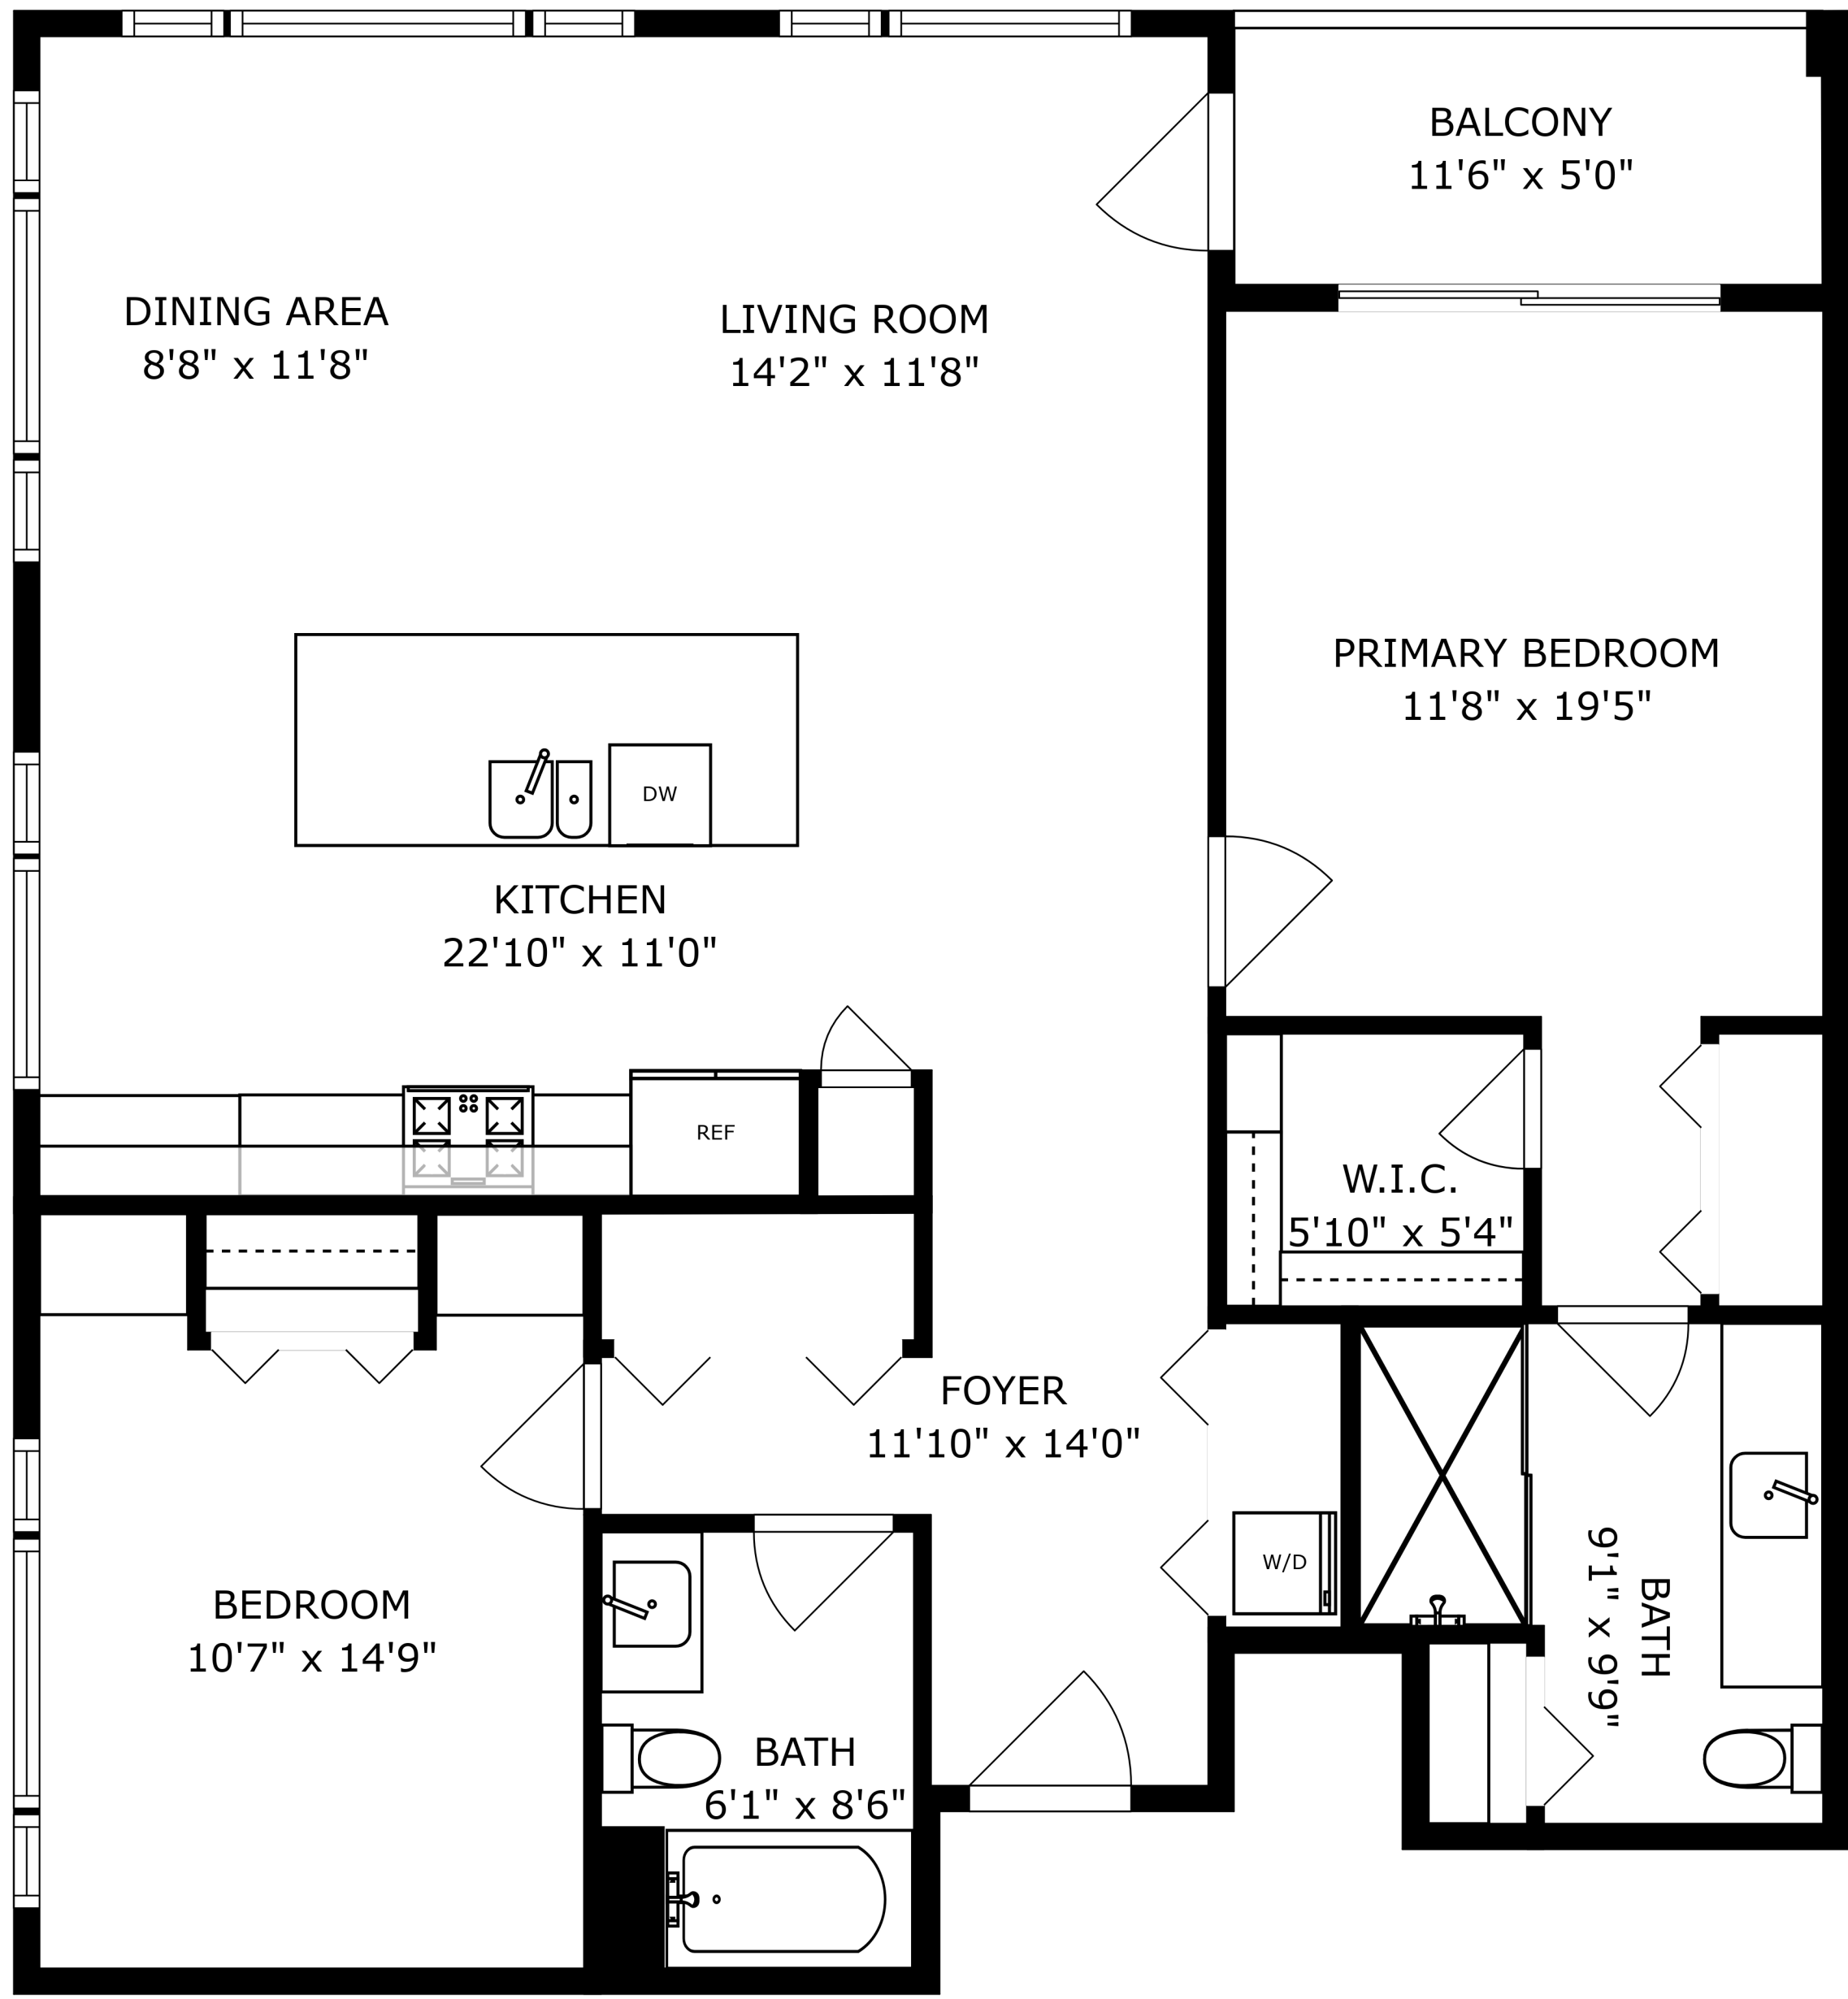 BALCONY
11'6" x 5'0"
DINING AREA
8'8" x 11'8"
LIVING ROOM
14'2" x 11'8"
PRIMARY BEDROOM
11'8" x 19'5"
DW
KITCHEN
22'10" x 11'0"
REF
W.I.C.
5'10" x 5'4"
FOYER
11'10" x 14'0"
W/D
BEDROOM
10'7" x 14'9"
BATH
9'1" x 9'9"
BATH
6'1" x 8'6"